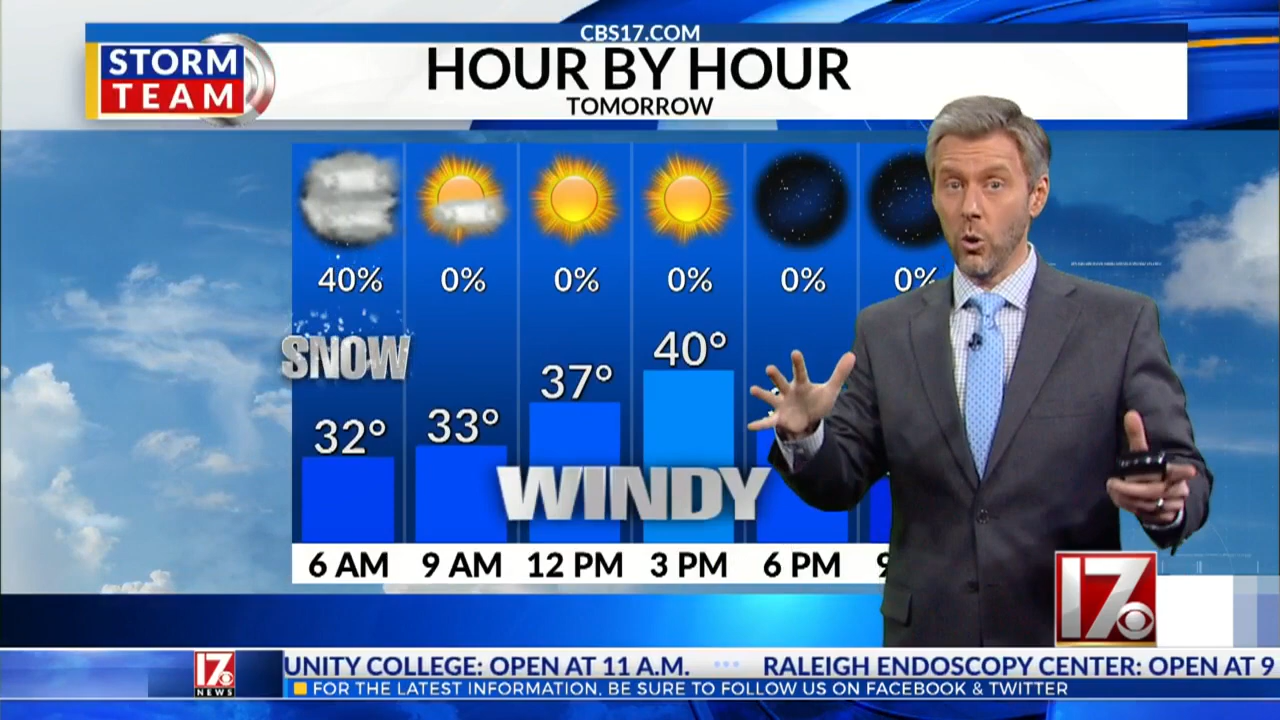 CBS17.COM
STORM
TEAM
HOUR BY HOUR
TOMORROW
40% 0% 0% 0% 0% 0%
SNOW
32° 33° 37° 40°
WINDY
6 AM 9 AM 12 PM 3 PM 6 PM 9
17
17 NEWS
UNITY COLLEGE: OPEN AT 11 A.M. ••• RALEIGH ENDOSCOPY CENTER: OPEN AT 9
FOR THE LATEST INFORMATION, BE SURE TO FOLLOW US ON FACEBOOK & TWITTER